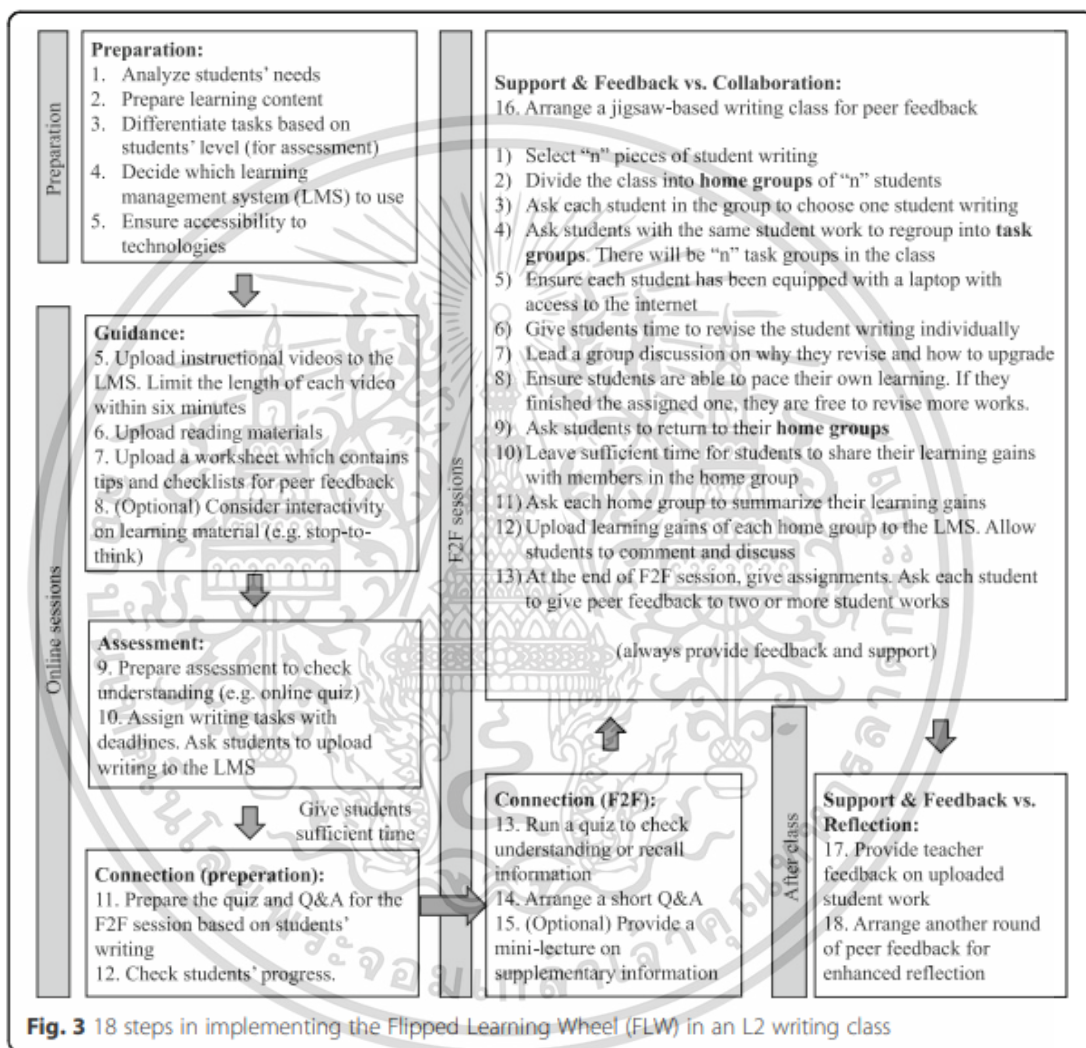 Preparation
Preparation:
1. Analyze students' needs
2. Prepare learning content
3. Differentiate tasks based on
students' level (for assessment)
4. Decide which learning
management system (LMS) to use
5. Ensure accessibility to
technologies
Online sessions
Guidance:
5. Upload instructional videos to the
LMS. Limit the length of each video
within six minutes
6. Upload reading materials
7. Upload a worksheet which contains
tips and checklists for peer feedback
8. (Optional) Consider interactivity
on learning material (e.g. stop-to-
think)
Assessment:
9. Prepare assessment to check
understanding (e.g. online quiz)
10. Assign writing tasks with
deadlines. Ask students to upload
writing to the LMS
Give students
sufficient time
Connection (preperation):
11. Prepare the quiz and Q&A for the
F2F session based on students'
writing
12. Check students' progress.
F2F sessions
Support & Feedback vs. Collaboration:
16. Arrange a jigsaw-based writing class for peer feedback
1) Select "n" pieces of student writing
2) Divide the class into home groups of "n" students
3) Ask each student in the group to choose one student writing
4) Ask students with the same student work to regroup into task
groups. There will be "n" task groups in the class
5) Ensure each student has been equipped with a laptop with
access to the internet
6) Give students time to revise the student writing individually
7) Lead a group discussion on why they revise and how to upgrade
8) Ensure students are able to pace their own learning. If they
finished the assigned one, they are free to revise more works.
9) Ask students to return to their home groups
10) Leave sufficient time for students to share their learning gains
with members in the home group
11) Ask each home group to summarize their learning gains
12) Upload learning gains of each home group to the LMS. Allow
students to comment and discuss
13) At the end of F2F session, give assignments. Ask each student
to give peer feedback to two or more student works
(always provide feedback and support)
Connection (F2F):
13. Run a quiz to check
understanding or recall
information
14. Arrange a short Q&A
15. (Optional) Provide a
mini-lecture on
supplementary information
After class
Support & Feedback vs.
Reflection:
17. Provide teacher
feedback on uploaded
student work
18. Arrange another round
of peer feedback for
enhanced reflection
Fig. 3 18 steps in implementing the Flipped Learning Wheel (FLW) in an L2 writing class